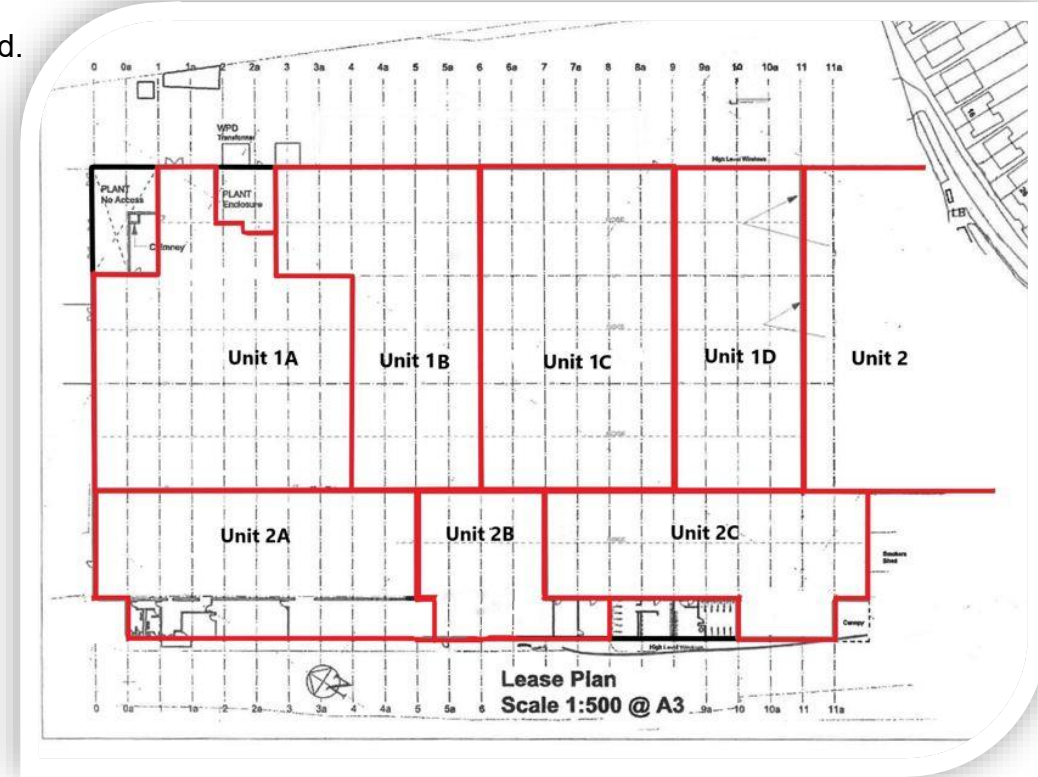 d.
0 0a 1 1a 2 2a 3 3a 4 4a 5 5a 6 6a 7 7a 8 8a 9 9a 10 10a 11 11a
WPD
Transformer
High Level Windows
PLANT
No Access
PLANT
Enclosure
Chimney
Unit 1A
Unit 1B
Unit 1C
Unit 1D
Unit 2
Unit 2A
Unit 2B
Unit 2C
Smokers
Shed
Canopy
High Level Windows
Lease Plan
Scale 1:500 @ A3
0 0a 1 1a 2 2a 3 3a 4 4a 5 5a 6 9a 10 10a 11 11a